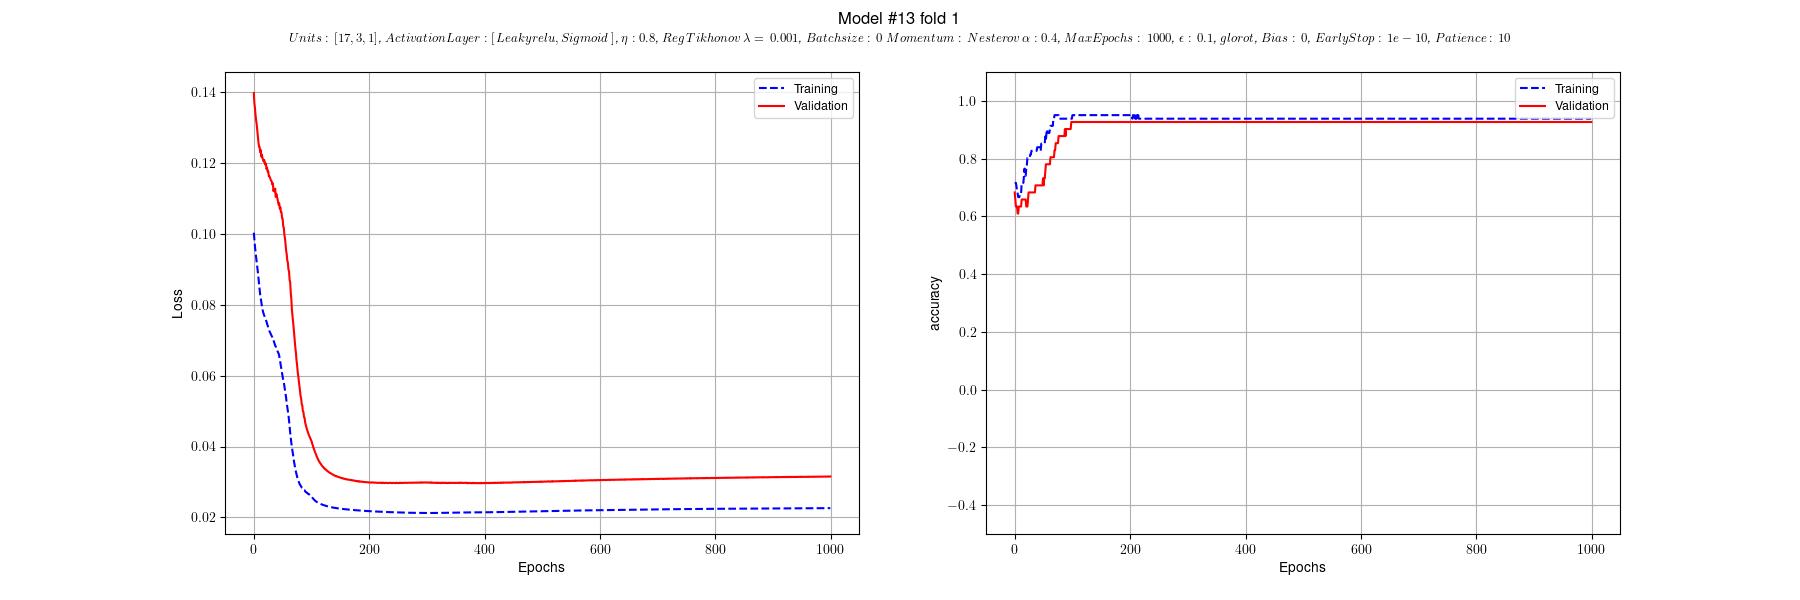 Model #13 fold 1
Units : [17, 3, 1], ActivationLayer : [Leakyrelu, Sigmoid], η : 0.8, RegTikhonov λ = 0.001, Batchsize : 0 Momentum : Nesterov α : 0.4, MaxEpochs : 1000, ϵ : 0.1, glorot, Bias : 0, EarlyStop : 1e − 10, Patience : 10
Training
Validation
0.14
0.12
0.10
0.08
0.06
0.04
0.02
Loss
0 200 400 600 800 1000
Epochs
Training
Validation
1.0
0.8
0.6
0.4
0.2
0.0
−0.2
−0.4
accuracy
0 200 400 600 800 1000
Epochs